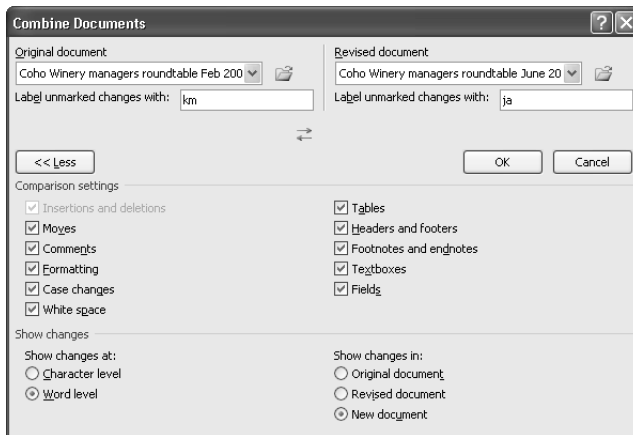 Combine Documents
Original document
Coho Winery managers roundtable Feb 200
Label unmarked changes with: km
Revised document
Coho Winery managers roundtable June 20
Label unmarked changes with: ja
<< Less
OK
Cancel
Comparison settings
Insertions and deletions
Moves
Comments
Formatting
Case changes
White space
Tables
Headers and footers
Footnotes and endnotes
Textboxes
Fields
Show changes
Show changes at:
Character level
Word level
Show changes in:
Original document
Revised document
New document